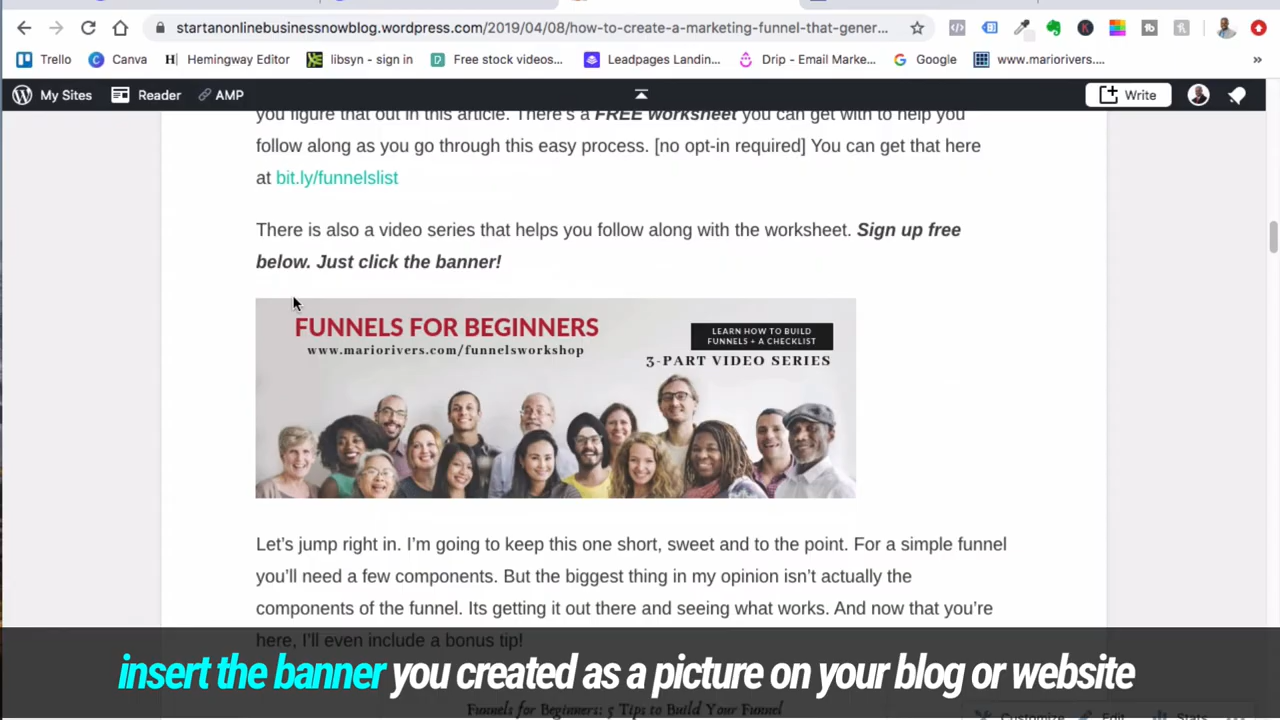 startanonlinebusinessnowblog.wordpress.com/2019/04/08/how-to-create-a-marketing-funnel-that-gener...
Trello Canva Hemingway Editor libsyn - sign in Free stock videos... Leadpages Landin... Drip - Email Marke... Google www.mariorivers.... »
My Sites Reader AMP Write
you figure that out in this article. There's a FREE worksheet you can get with to help you
follow along as you go through this easy process. [no opt-in required] You can get that here
at bit.ly/funnelslist
There is also a video series that helps you follow along with the worksheet. Sign up free
below. Just click the banner!
FUNNELS FOR BEGINNERS
www.mariorivers.com/funnelsworkshop
LEARN HOW TO BUILD
FUNNELS + A CHECKLIST
3-PART VIDEO SERIES
Let's jump right in. I'm going to keep this one short, sweet and to the point. For a simple funnel
you'll need a few components. But the biggest thing in my opinion isn't actually the
components of the funnel. Its getting it out there and seeing what works. And now that you're
here, I'll even include a bonus tip!
insert the banner you created as a picture on your blog or website
Funnels for Beginners: 5 Tips to Build Your Funnel
Customize Edit Stats